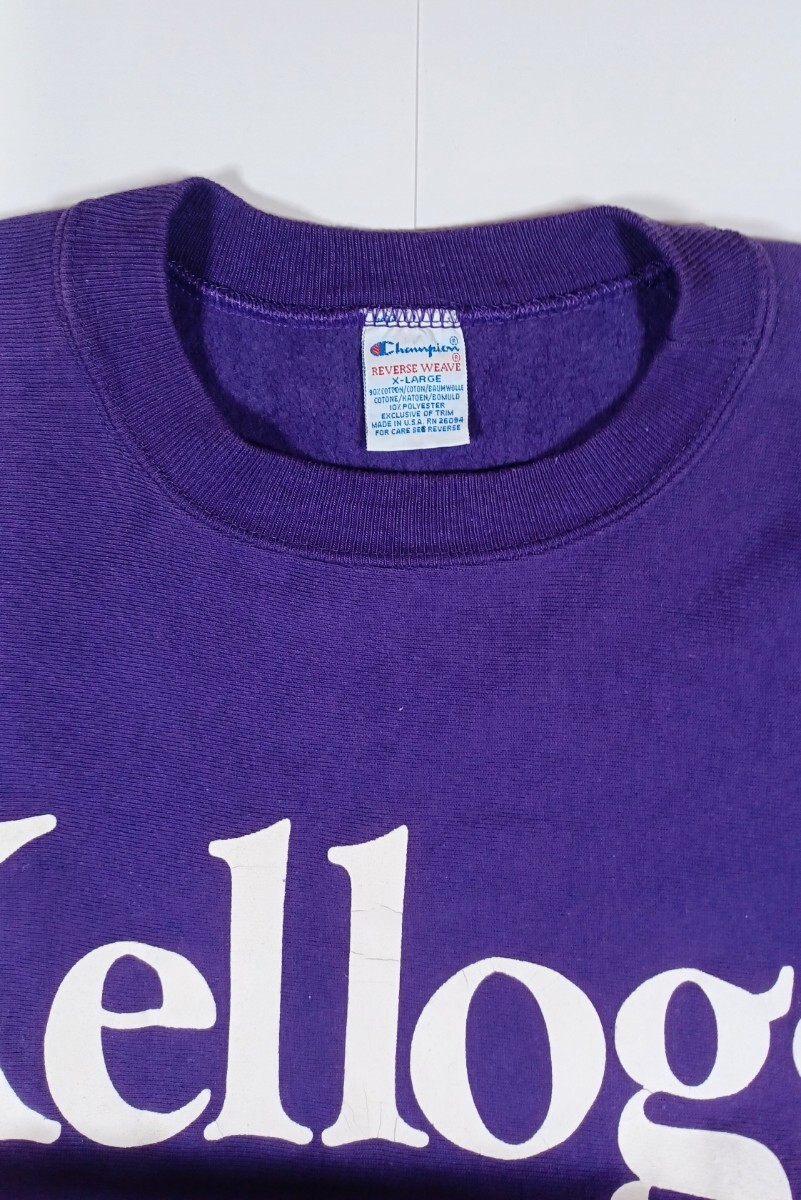 Champion®
®
REVERSE WEAVE
X-LARGE
90% COTTON/COTON/BAUMWOLLE
COTONE/KATOEN/BOMULD
10% POLYESTER
EXCLUSIVE OF TRIM
MADE IN U.S.A. RN 26094
FOR CARE SEE REVERSE
Kellogg